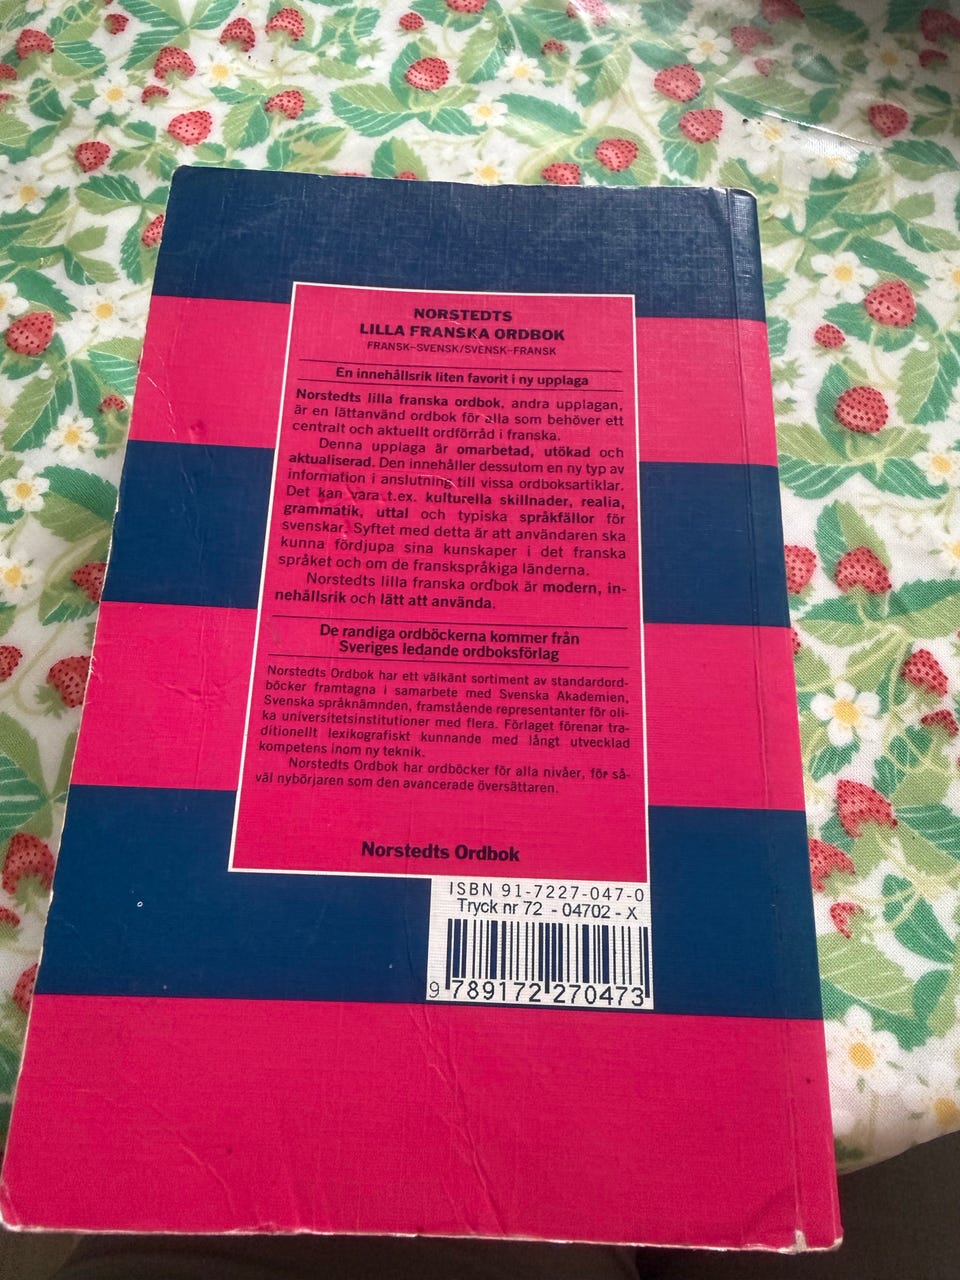 NORSTEDTS
LILLA FRANSKA ORDBOK
FRANSK–SVENSK/SVENSK–FRANSK
En innehållsrik liten favorit i ny upplaga
Norstedts lilla franska ordbok, andra upplagan,
är en lättanvänd ordbok för alla som behöver ett
centralt och aktuellt ordförråd i franska.
Denna upplaga är omarbetad, utökad och
aktualiserad. Den innehåller dessutom en ny typ av
information i anslutning till vissa ordboksartiklar.
Det kan vara t.ex. kulturella skillnader, realia,
grammatik, uttal och typiska språkfällor för
svenskar. Syftet med detta är att användaren ska
kunna fördjupa sina kunskaper i det franska
språket och om de franskspråkiga länderna.
Norstedts lilla franska ordbok är modern, in-
nehållsrik och lätt att använda.
De randiga ordböckerna kommer från
Sveriges ledande ordboksförlag
Norstedts Ordbok har ett välkänt sortiment av standardord-
böcker framtagna i samarbete med Svenska Akademien,
Svenska språknämnden, framstående representanter för oli-
ka universitetsinstitutioner med flera. Förlaget förenar tra-
ditionellt lexikografiskt kunnande med långt utvecklad
kompetens inom ny teknik.
Norstedts Ordbok har ordböcker för alla nivåer, för så-
väl nybörjaren som den avancerade översättaren.
Norstedts Ordbok
ISBN 91-7227-047-0
Tryck nr 72 - 04702 - X
9 789172 270473